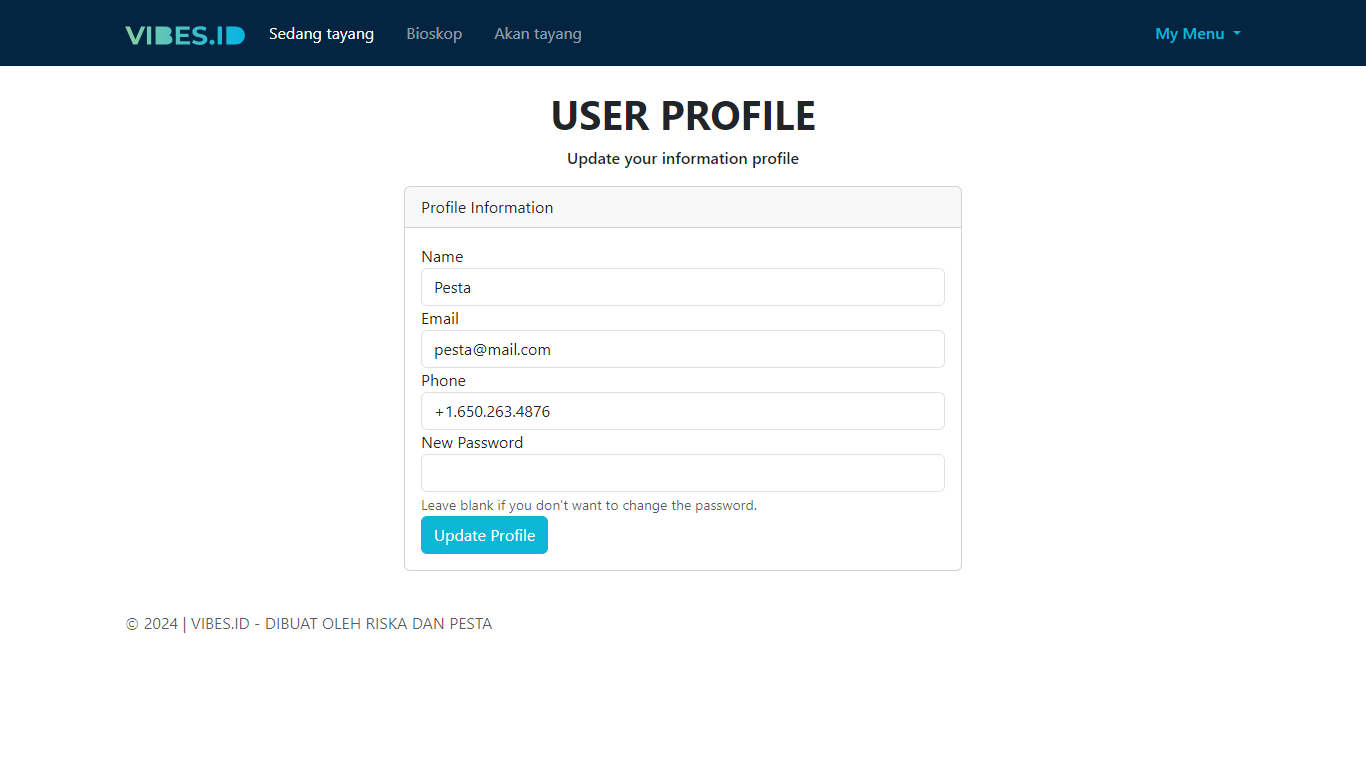 VIBES.ID Sedang tayang Bioskop Akan tayang My Menu
USER PROFILE
Update your information profile
Profile Information
Name
Pesta
Email
pesta@mail.com
Phone
+1.650.263.4876
New Password
Leave blank if you don't want to change the password.
Update Profile
© 2024 | VIBES.ID - DIBUAT OLEH RISKA DAN PESTA